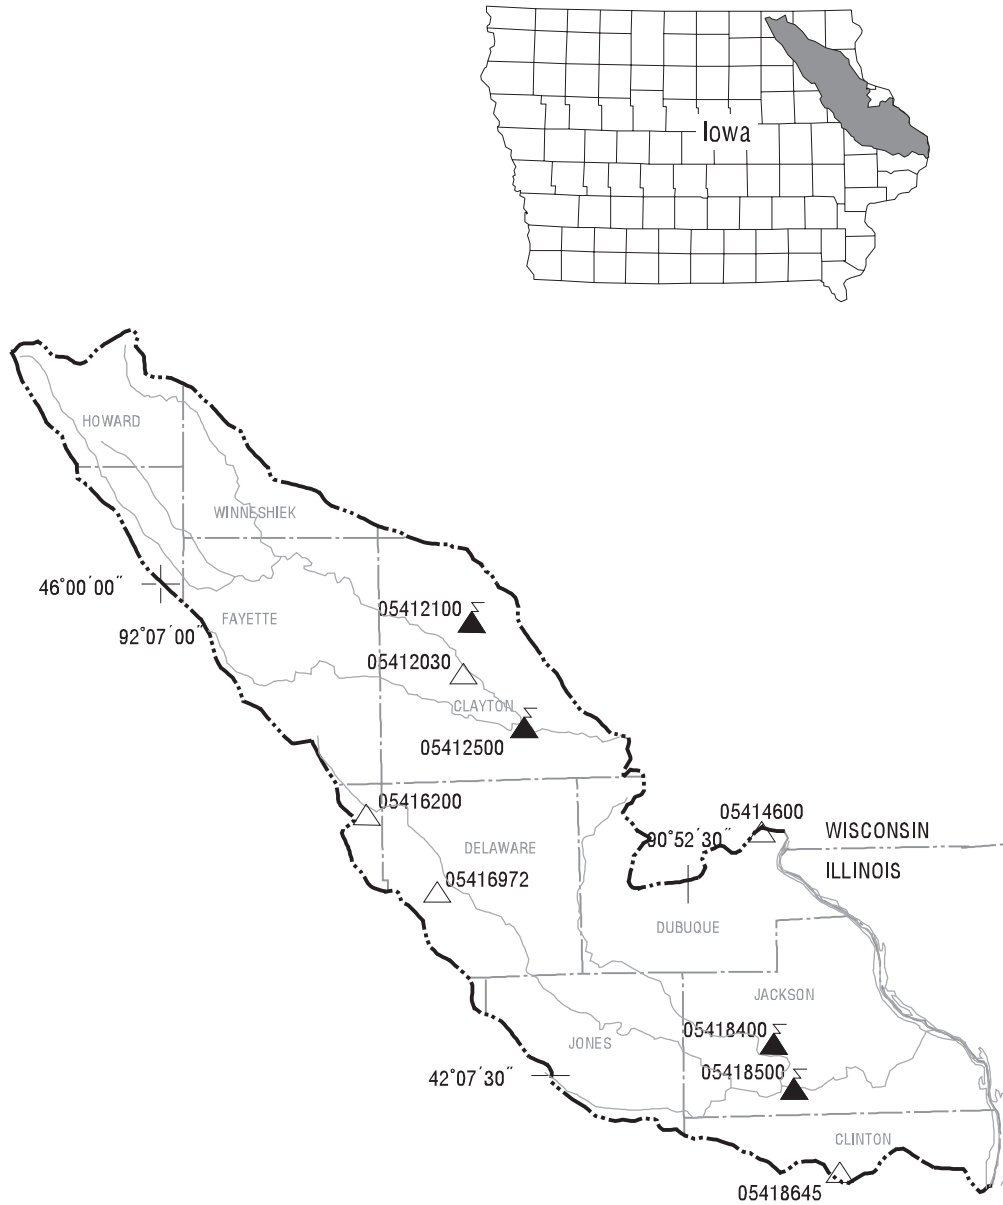 Iowa
HOWARD
WINNESHIEK
46°00'00"
05412100
FAYETTE
92°07'00"
05412030
CLAYTON
05412500
05416200
05414600
WISCONSIN
90°52'30"
DELAWARE
ILLINOIS
05416972
DUBUQUE
JACKSON
05418400
JONES
05418500
42°07'30"
CLINTON
05418645